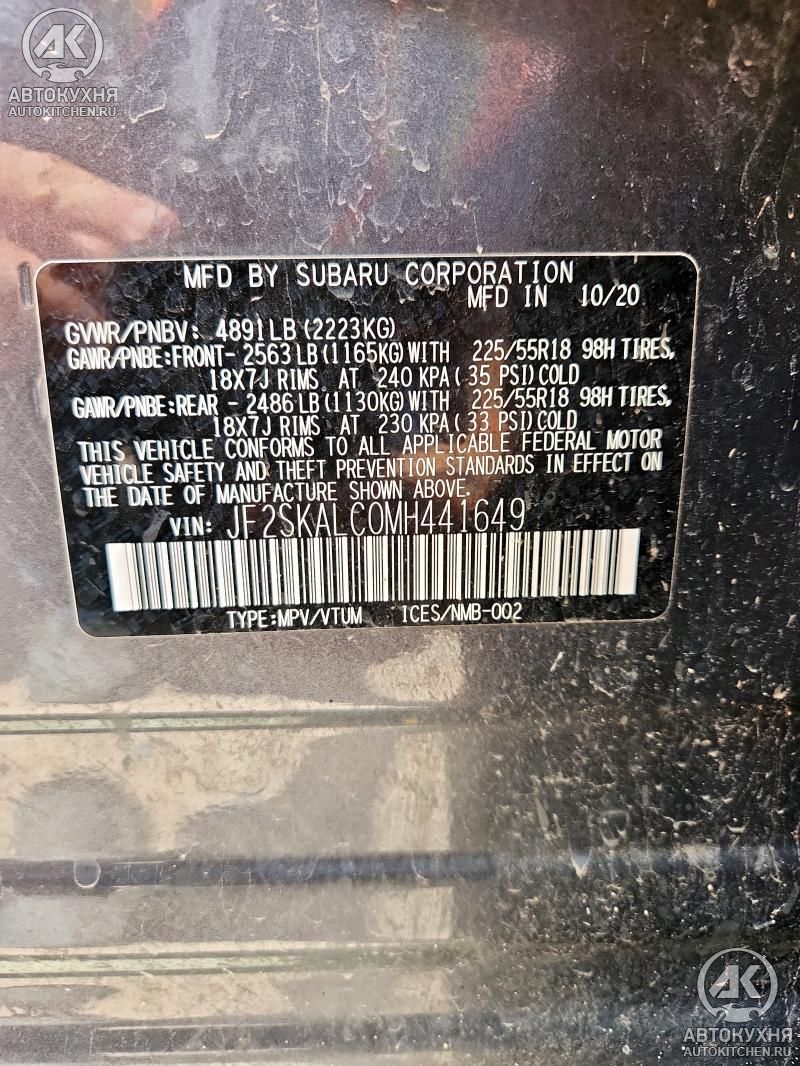 АК
АВТОКУХНЯ
AUTOKITCHEN.RU
MFD BY SUBARU CORPORATION
MFD IN 10/20
GVWR/PNBV: 4891LB (2223KG)
GAWR/PNBE:FRONT- 2563 LB (1165KG) WITH 225/55R18 98H TIRES,
18X7J RIMS AT 240 KPA ( 35 PSI) COLD
GAWR/PNBE:REAR - 2486 LB (1130KG) WITH 225/55R18 98H TIRES,
18X7J RIMS AT 230 KPA ( 33 PSI) COLD
THIS VEHICLE CONFORMS TO ALL APPLICABLE FEDERAL MOTOR
VEHICLE SAFETY AND THEFT PREVENTION STANDARDS IN EFFECT ON
THE DATE OF MANUFACTURE SHOWN ABOVE.
VIN: JF2SKALC0MH441649
TYPE:MPV/VTUM ICES/NMB-002
АК
АВТОКУХНЯ
AUTOKITCHEN.RU